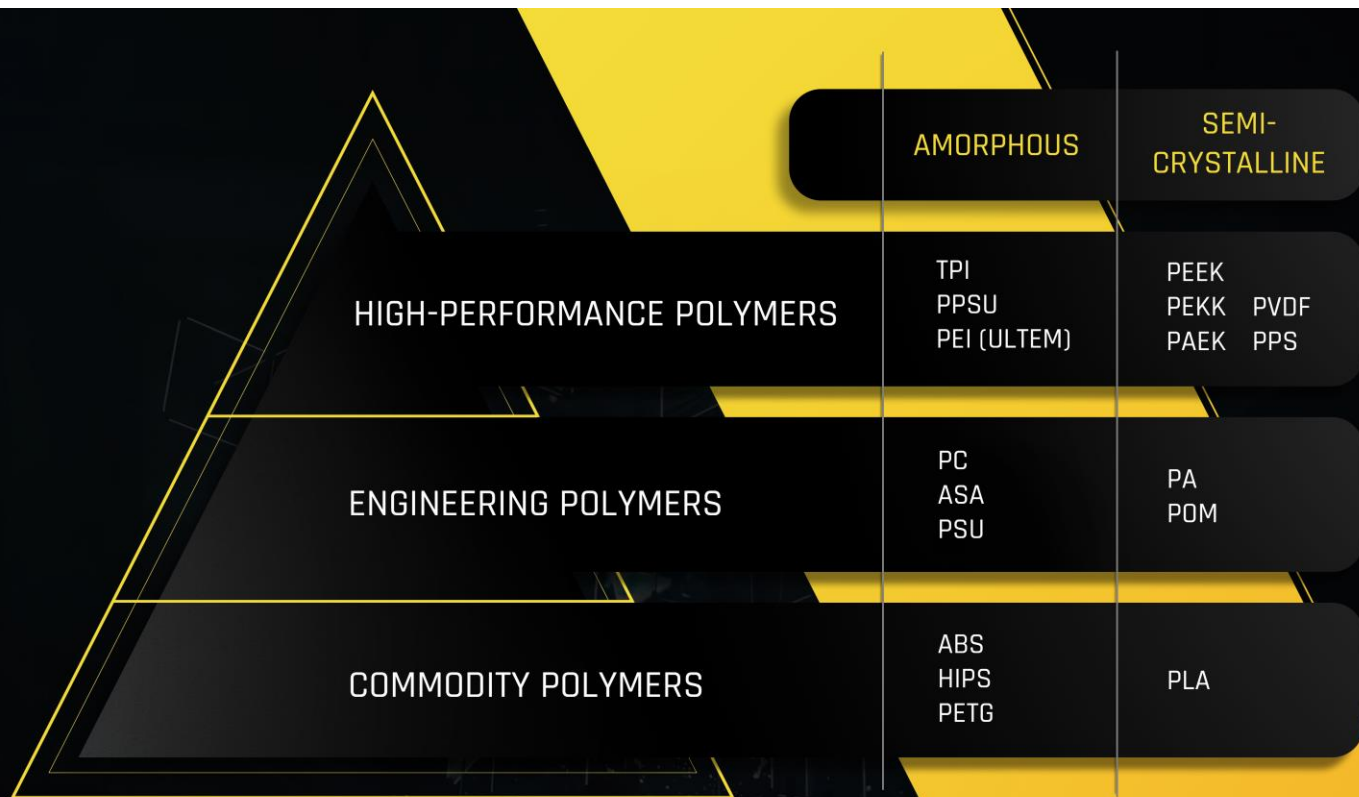 AMORPHOUS
SEMI-
CRYSTALLINE
HIGH-PERFORMANCE POLYMERS
TPI
PPSU
PEI (ULTEM)
PEEK
PEKK PVDF
PAEK PPS
ENGINEERING POLYMERS
PC
ASA
PSU
PA
POM
COMMODITY POLYMERS
ABS
HIPS
PETG
PLA